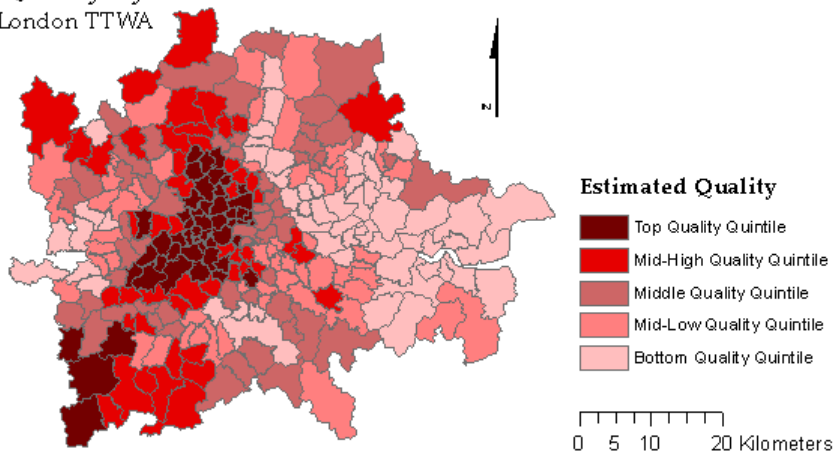 London TTWA
N
Estimated Quality
Top Quality Quintile
Mid-High Quality Quintile
Middle Quality Quintile
Mid-Low Quality Quintile
Bottom Quality Quintile
0 5 10 20 Kilometers